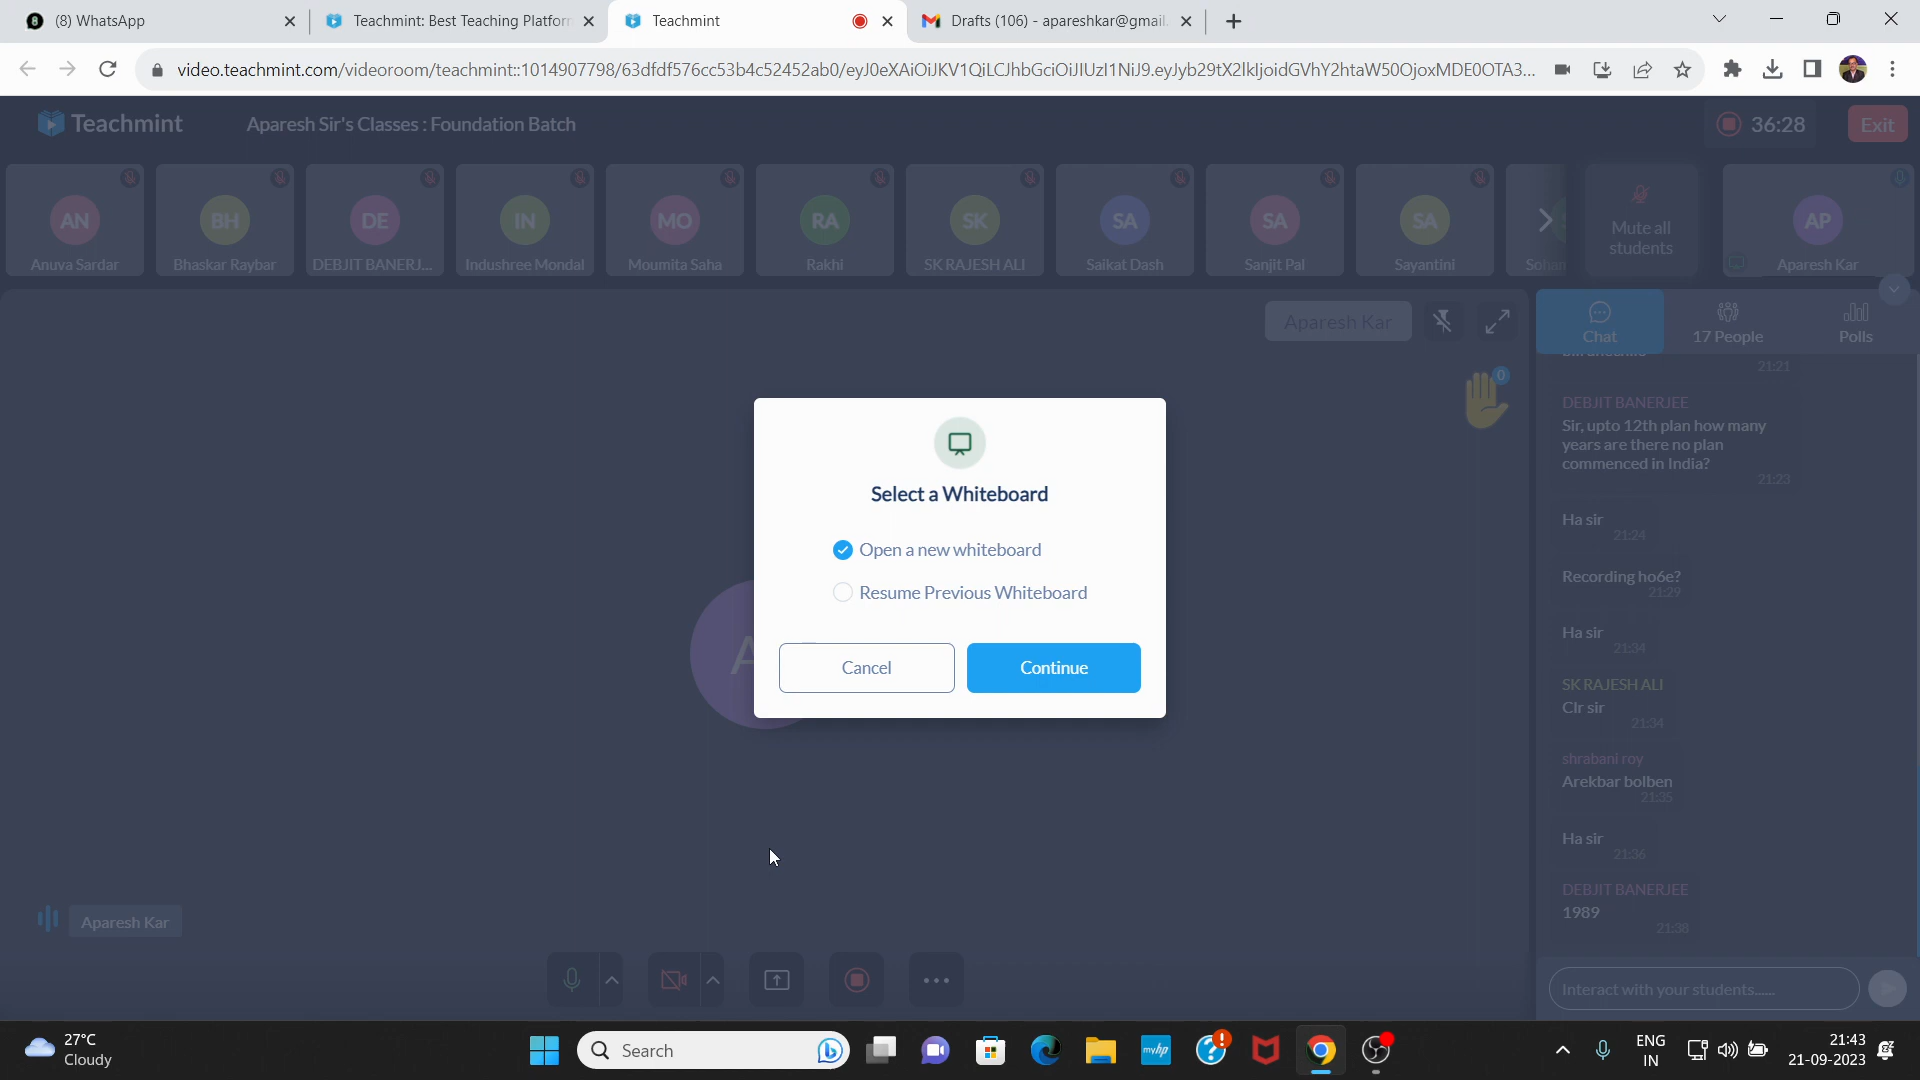 (8) WhatsApp
Teachmint: Best Teaching Platfor
Teachmint
Drafts (106) - apareshkar@gmail.
video.teachmint.com/videoroom/teachmint::1014907798/63dfdf576cc53b4c52452ab0/eyJ0eXAiOiJKV1QiLCJhbGciOiJIUzI1NiJ9.eyJyb29tX2lkIjoidGVhY2htaW50OjoxMDE0OTA3...
Teachmint
Aparesh Sir's Classes : Foundation Batch
36:28
Exit
AN
BH
DE
IN
MO
RA
SK
SA
SA
SA
AP
Mute all
students
Anuva Sardar
Bhaskar Raybar
DEBJIT BANERJ...
Indushree Mondal
Moumita Saha
Rakhi
SK RAJESH ALI
Saikat Dash
Sanjit Pal
Sayantini
Aparesh Kar
Aparesh Kar
Chat
17 People
Polls
21:21
0
DEBJIT BANERJEE
Sir, upto 12th plan how many
years are there no plan
commenced in India?
21:23
Ha sir
21:24
Recording ho6e?
21:29
Ha sir
21:34
SK RAJESH ALI
Clr sir
21:34
shrabani roy
Arekbar bolben
21:35
Ha sir
21:36
DEBJIT BANERJEE
1989
21:38
Interact with your students......
Select a Whiteboard
Open a new whiteboard
Resume Previous Whiteboard
Cancel
Continue
Aparesh Kar
27°C
Cloudy
Search
myhp
ENG
IN
21:43
21-09-2023